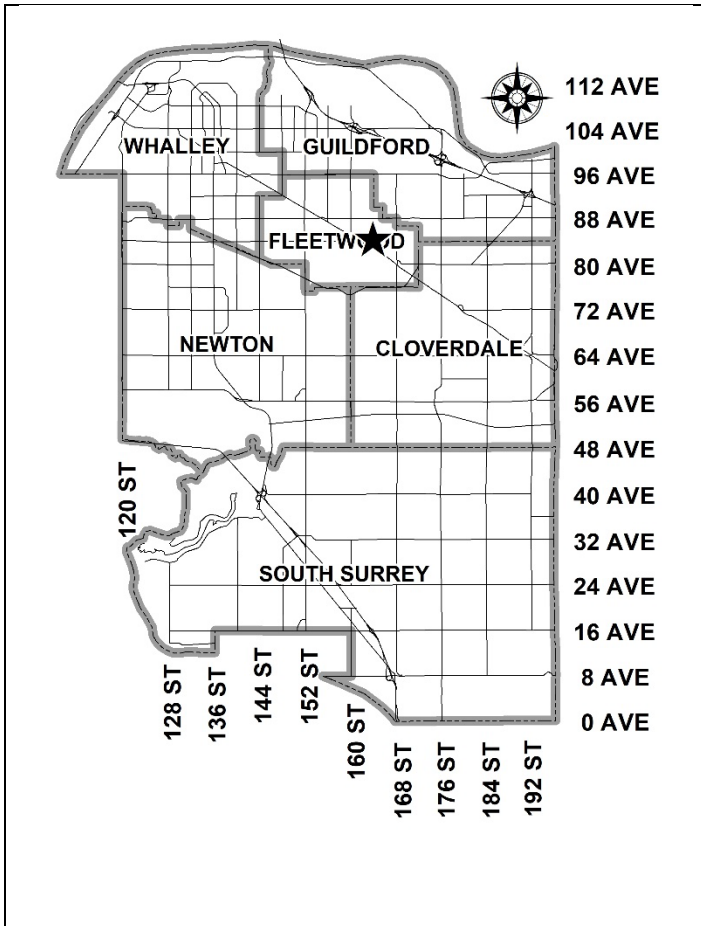 112 AVE
104 AVE
WHALLEY
GUILDFORD
96 AVE
88 AVE
FLEETWOOD
80 AVE
72 AVE
NEWTON
CLOVERDALE
64 AVE
56 AVE
48 AVE
120 ST
40 AVE
32 AVE
SOUTH SURREY
24 AVE
16 AVE
128 ST
136 ST
144 ST
152 ST
8 AVE
160 ST
0 AVE
168 ST
176 ST
184 ST
192 ST